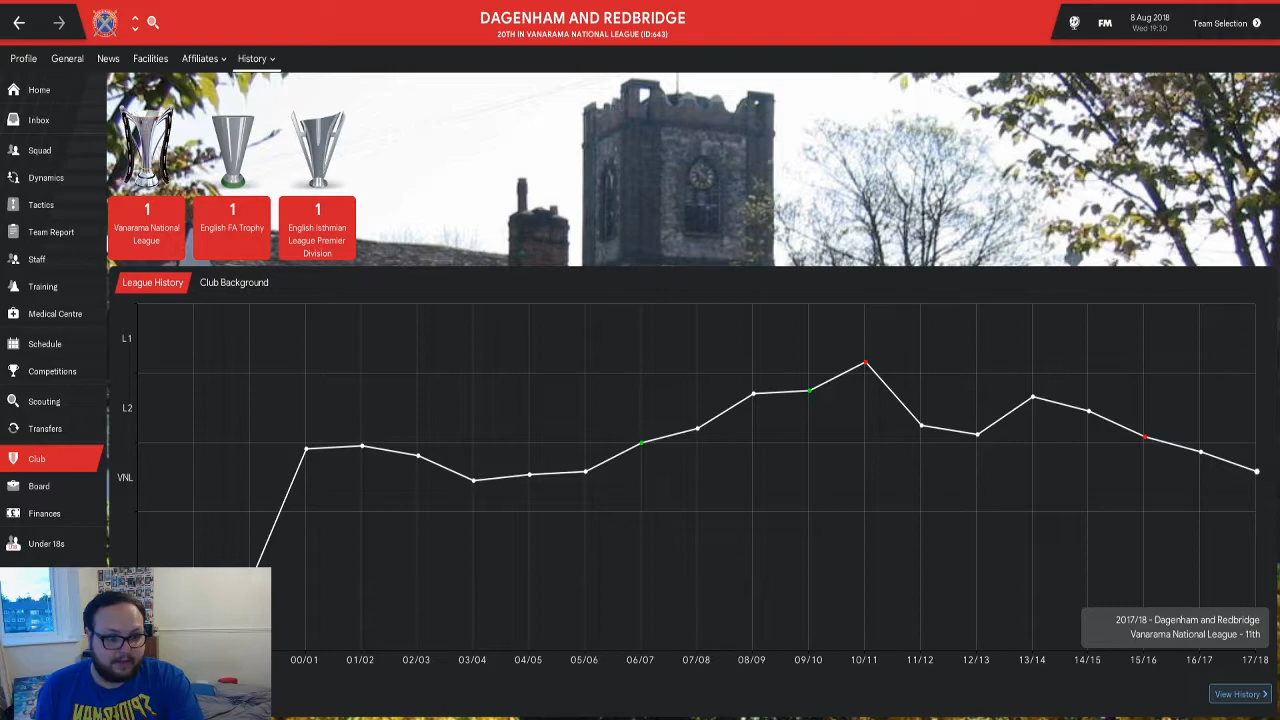 DAGENHAM AND REDBRIDGE
20TH IN VANARAMA NATIONAL LEAGUE (ID:643)
FM
8 Aug 2018
Wed 19:30
Team Selection
Profile General News Facilities Affiliates History
Home
Inbox
Squad
Dynamics
Tactics
Team Report
Staff
Training
Medical Centre
Schedule
Competitions
Scouting
Transfers
Club
Board
Finances
Under 18s
1
Vanarama National
League
1
English FA Trophy
1
English Isthmian
League Premier
Division
League History Club Background
L1
L2
VNL
2017/18 - Dagenham and Redbridge
Vanarama National League - 11th
00/01 01/02 02/03 03/04 04/05 05/06 06/07 07/08 08/09 09/10 10/11 11/12 12/13 13/14 14/15 15/16 16/17 17/18
View History